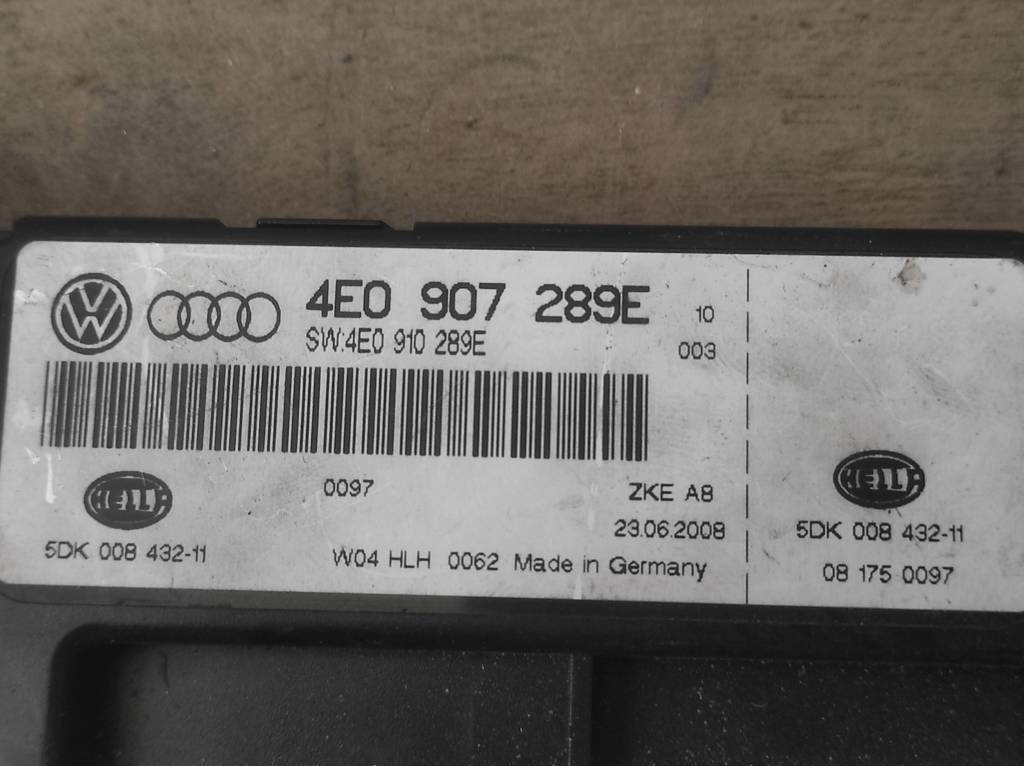 4E0 907 289E 10
SW:4E0 910 289E 003
0097 ZKE A8
HELLA
23.06.2008
5DK 008 432-11
W04 HLH 0062 Made in Germany
HELLA
5DK 008 432-11
08 175 0097